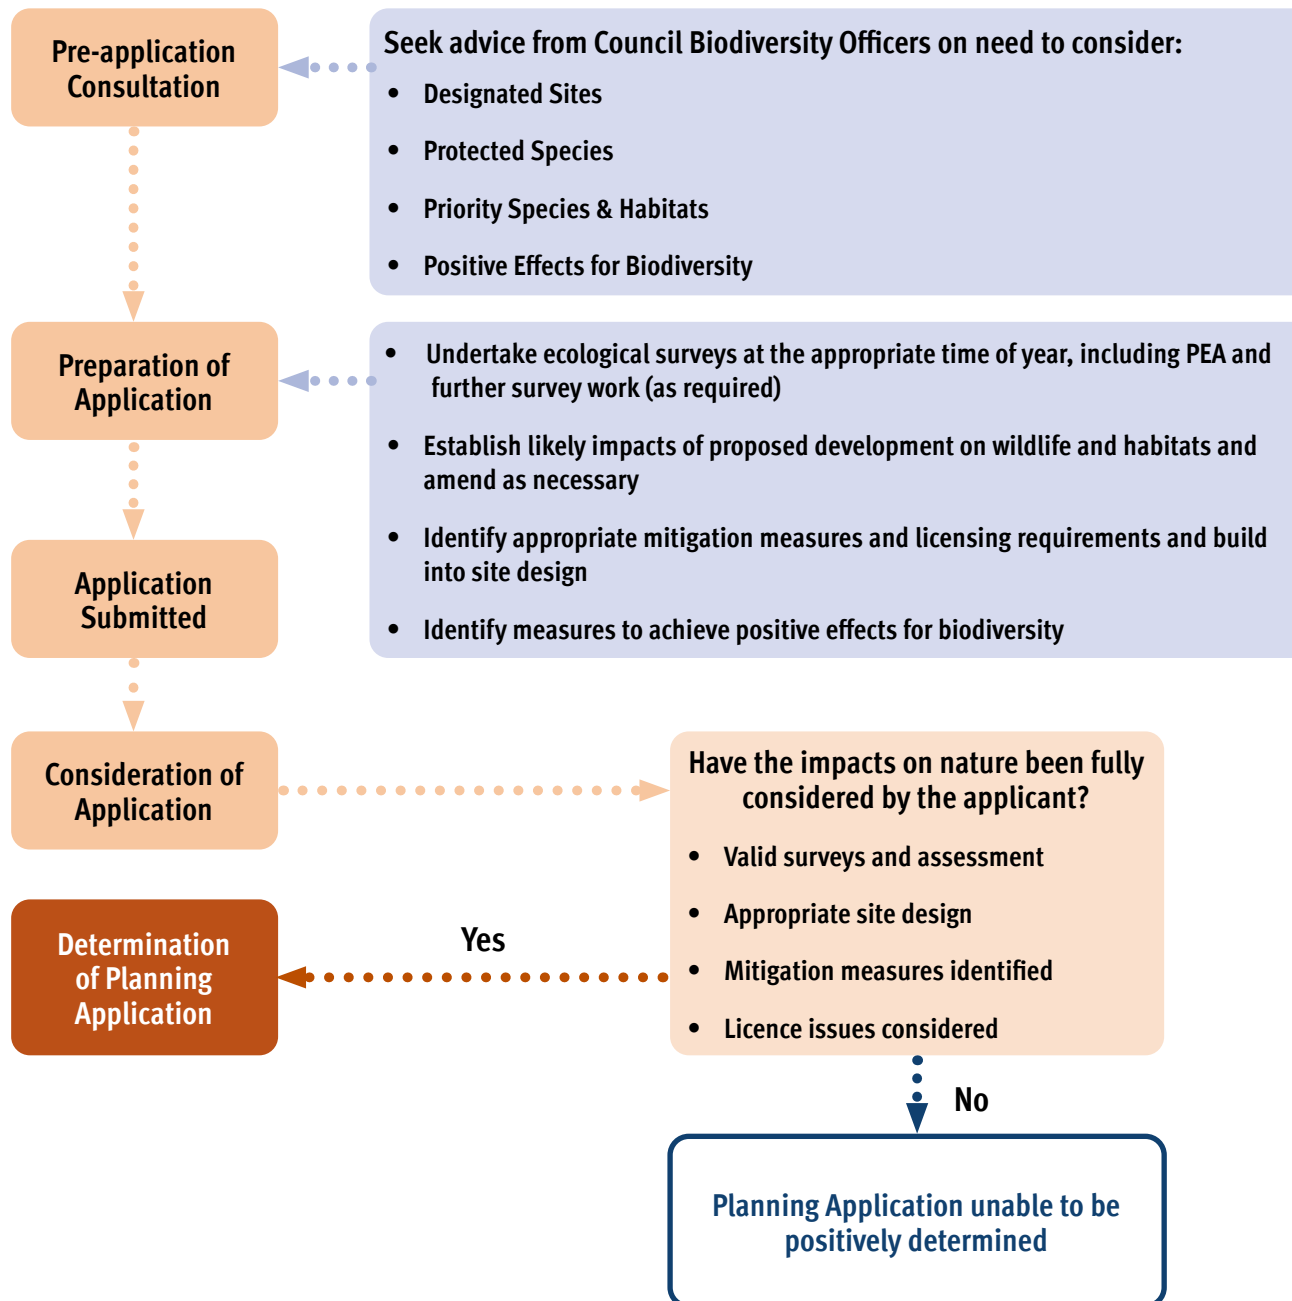 Pre-application
Consultation
Seek advice from Council Biodiversity Officers on need to consider:
• Designated Sites
• Protected Species
• Priority Species & Habitats
• Positive Effects for Biodiversity
Preparation of
Application
• Undertake ecological surveys at the appropriate time of year, including PEA and
further survey work (as required)
• Establish likely impacts of proposed development on wildlife and habitats and
amend as necessary
• Identify appropriate mitigation measures and licensing requirements and build
into site design
• Identify measures to achieve positive effects for biodiversity
Application
Submitted
Consideration of
Application
Have the impacts on nature been fully
considered by the applicant?
• Valid surveys and assessment
• Appropriate site design
• Mitigation measures identified
• Licence issues considered
Yes
Determination
of Planning
Application
No
Planning Application unable to be
positively determined